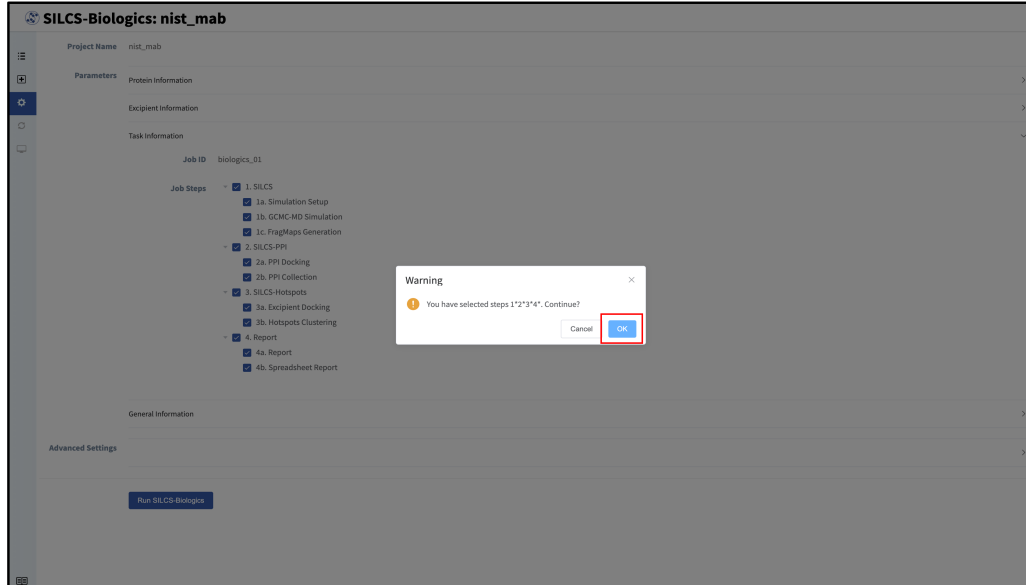 SILCS-Biologics: nist_mab
Project Name nist_mab
Parameters Protein Information
Excipient Information
Task Information
Job ID biologics_01
Job Steps 1. SILCS
1a. Simulation Setup
1b. GCMC-MD Simulation
1c. FragMaps Generation
2. SILCS-PPI
2a. PPI Docking
2b. PPI Collection
3. SILCS-Hotspots
3a. Excipient Docking
3b. Hotspots Clustering
4. Report
4a. Report
4b. Spreadsheet Report
Warning
You have selected steps 1*2*3*4*. Continue?
Cancel OK
General Information
Advanced Settings
Run SILCS-Biologics